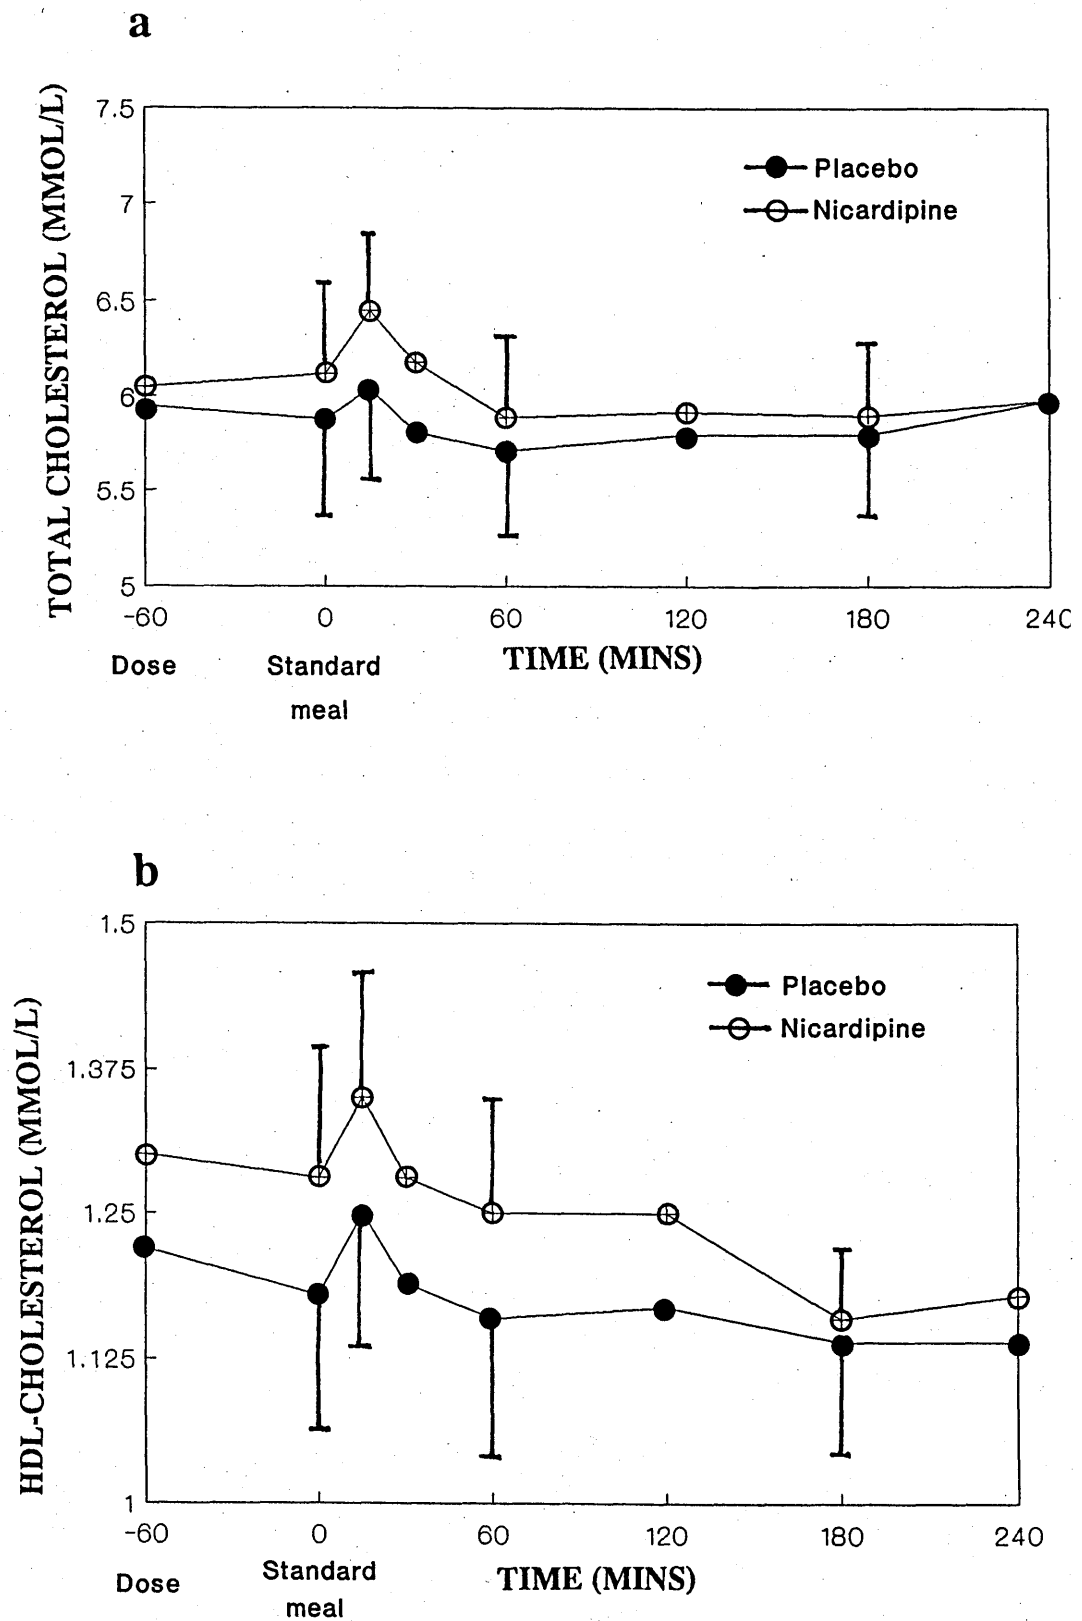 a
TOTAL CHOLESTEROL (MMOL/L)
7.5
7
6.5
6
5.5
5
Placebo
Nicardipine
-60 0 60 120 180 240
Dose Standard TIME (MINS)
meal
b
HDL-CHOLESTEROL (MMOL/L)
1.5
1.375
1.25
1.125
1
Placebo
Nicardipine
-60 0 60 120 180 240
Dose Standard TIME (MINS)
meal